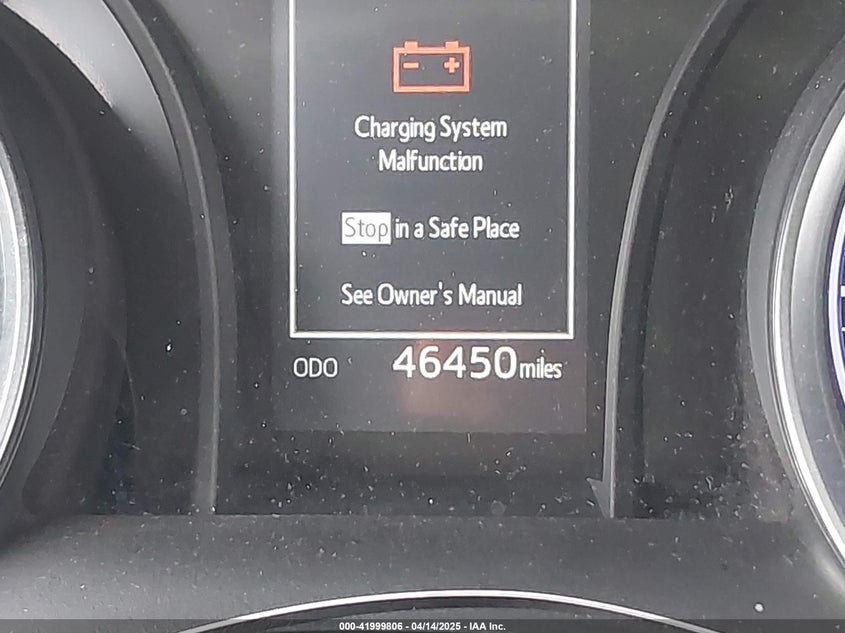 Charging System
Malfunction
Stop in a Safe Place
See Owner's Manual
ODO 46450 miles
000-41999806 - 04/14/2025 - IAA Inc.